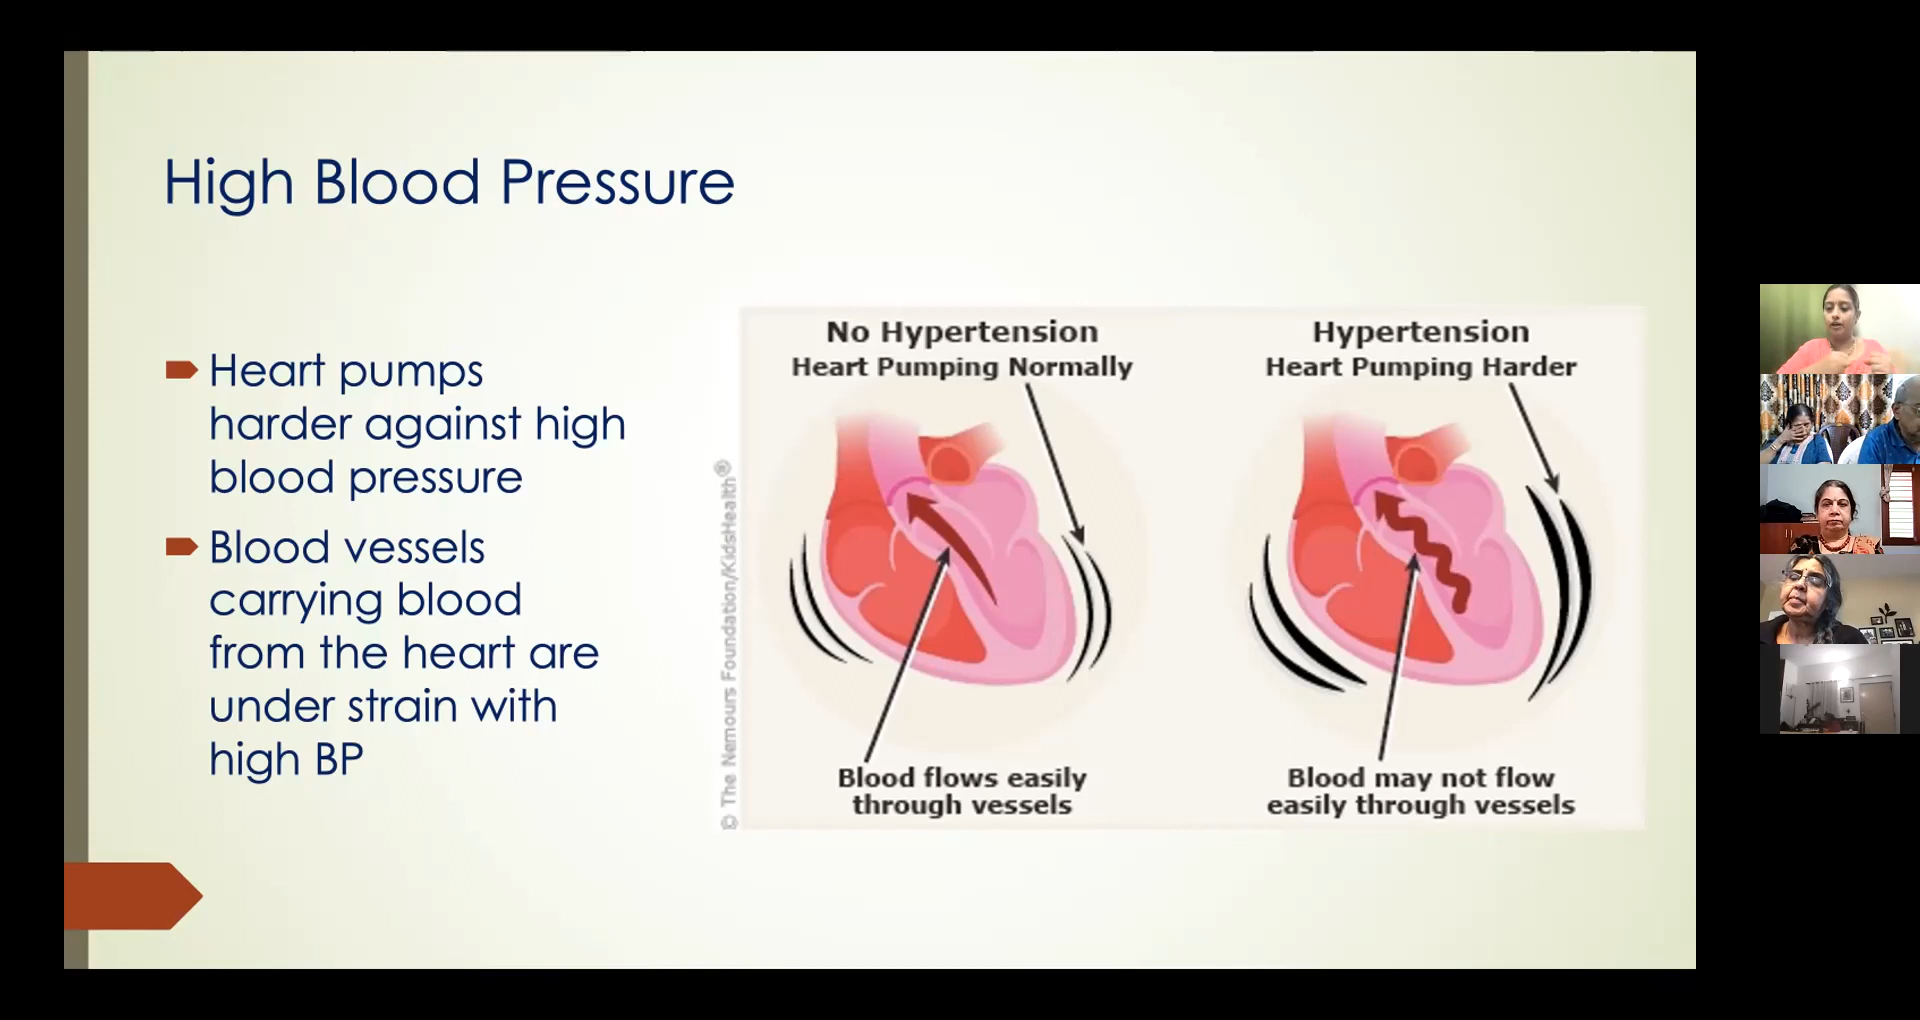 High Blood Pressure
Heart pumps
harder against high
blood pressure
Blood vessels
carrying blood
from the heart are
under strain with
high BP
No Hypertension
Heart Pumping Normally
Hypertension
Heart Pumping Harder
Blood flows easily
through vessels
Blood may not flow
easily through vessels
© The Nemours Foundation/KidsHealth®